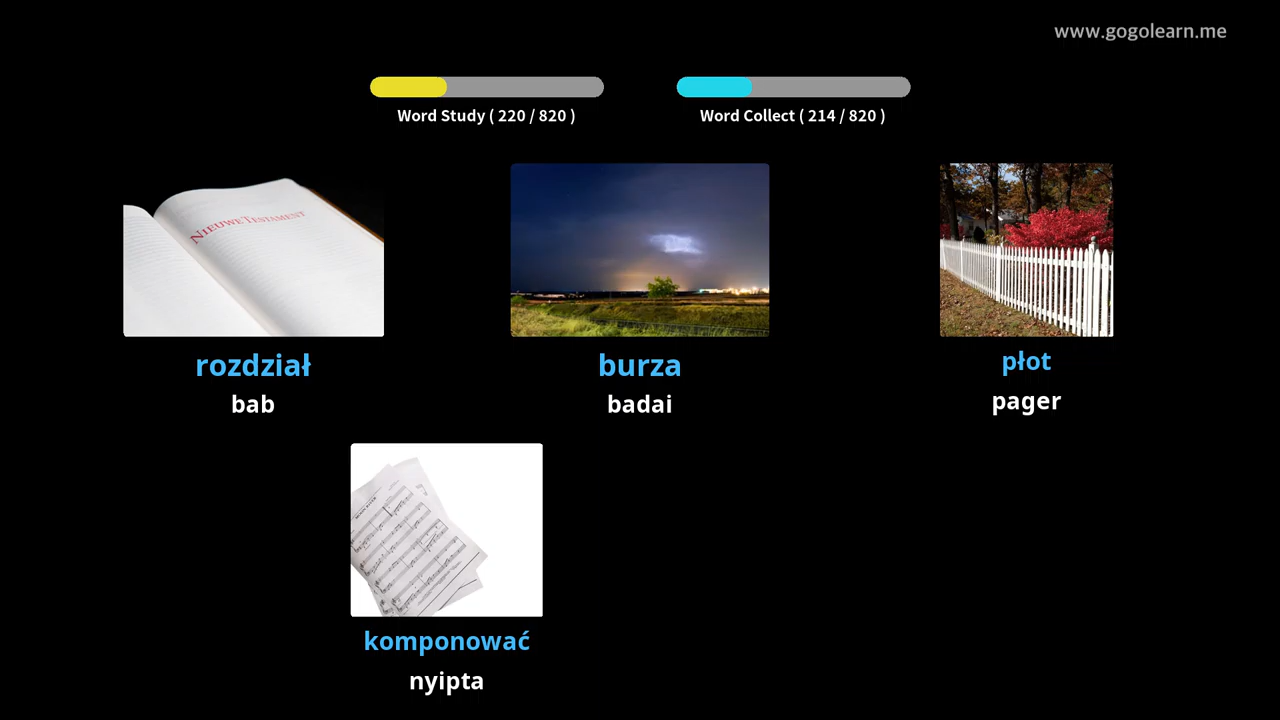 www.gogolearn.me
Word Study ( 220 / 820 )
Word Collect ( 214 / 820 )
NIEUWE TESTAMENT
rozdział
burza
płot
bab
badai
pager
komponować
nyipta